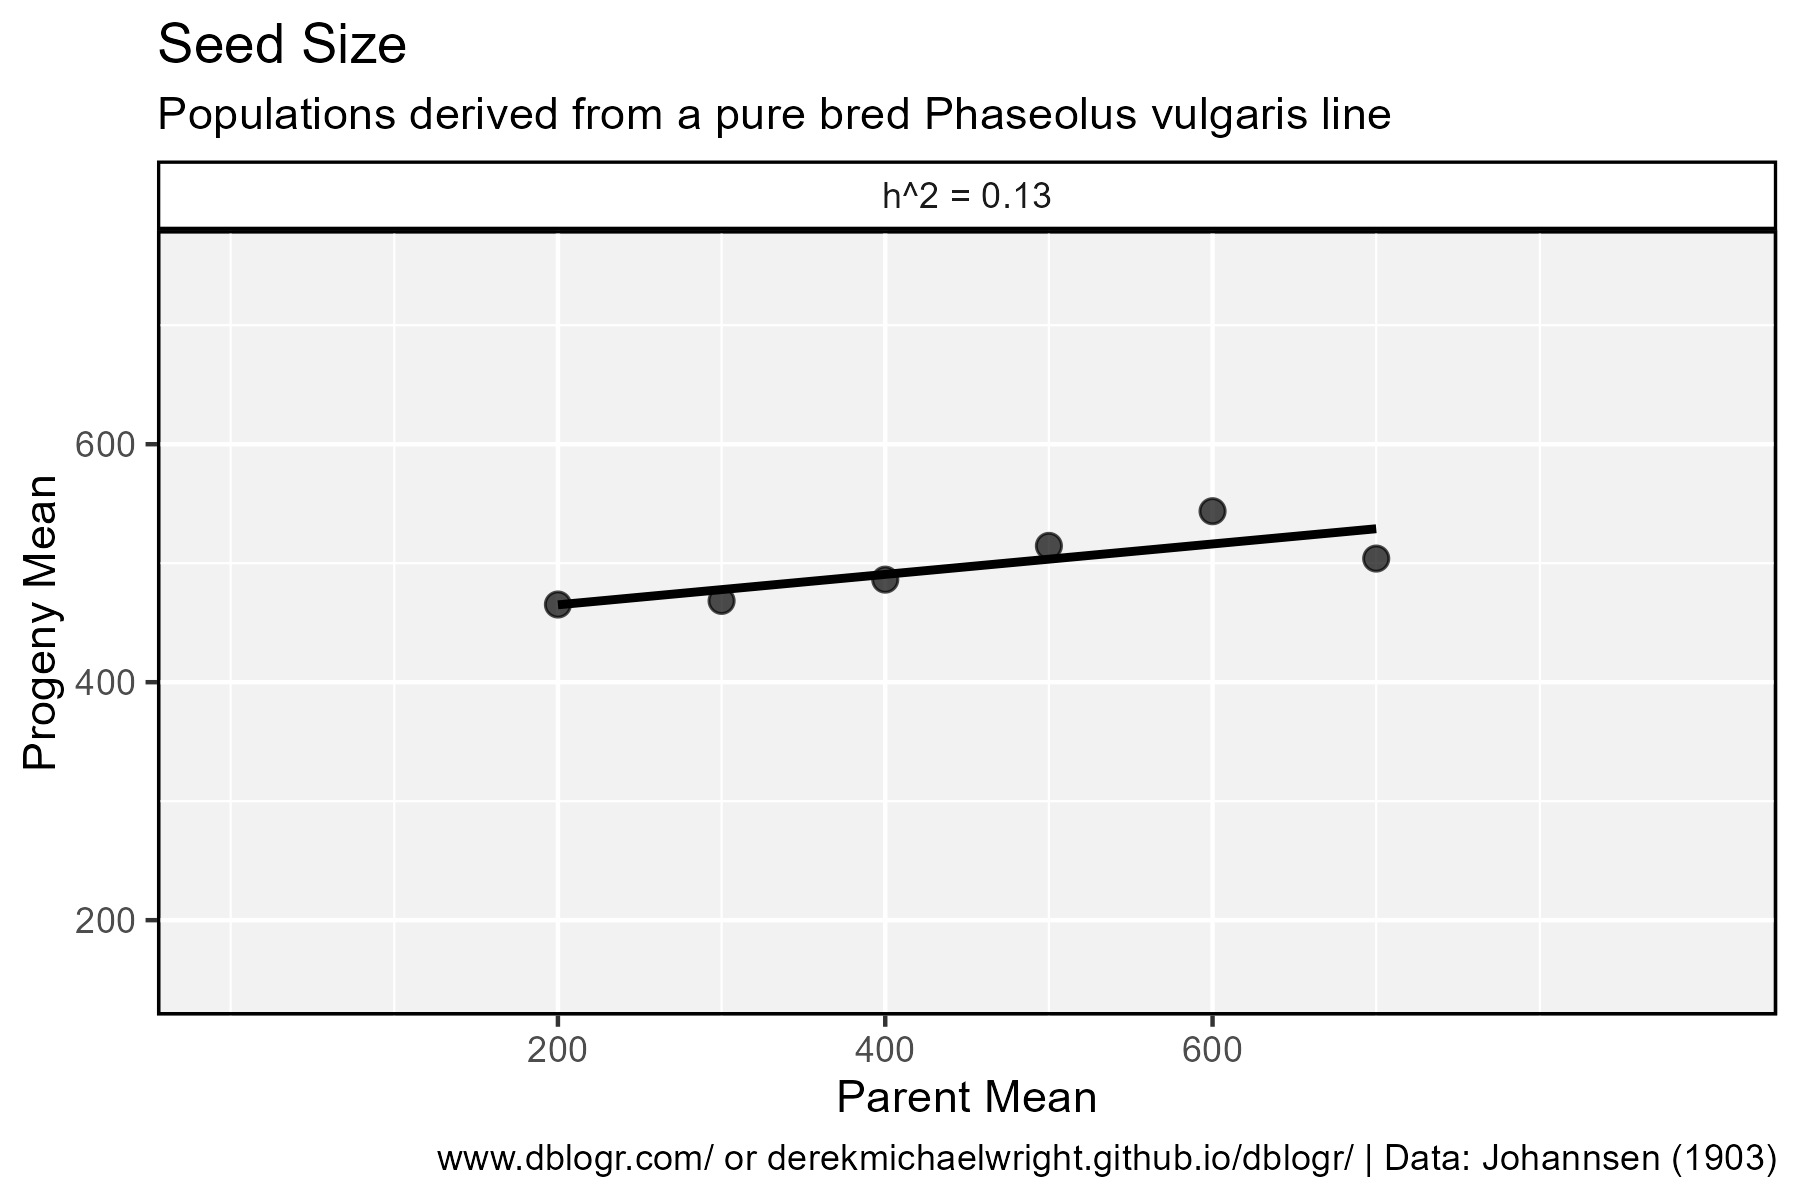 Seed Size
Populations derived from a pure bred Phaseolus vulgaris line
h^2 = 0.13
Progeny Mean
600
400
200
200 400 600
Parent Mean
www.dblogr.com/ or derekmichaelwright.github.io/dblogr/ | Data: Johannsen (1903)